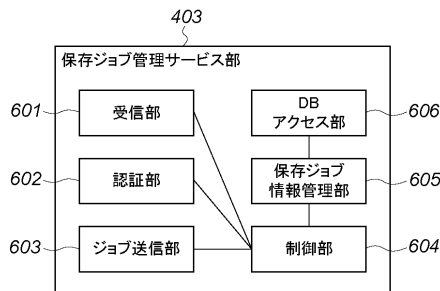 403
保存ジョブ管理サービス部
601
受信部
DB
アクセス部
606
602
認証部
保存ジョブ
情報管理部
605
603
ジョブ送信部
制御部
604